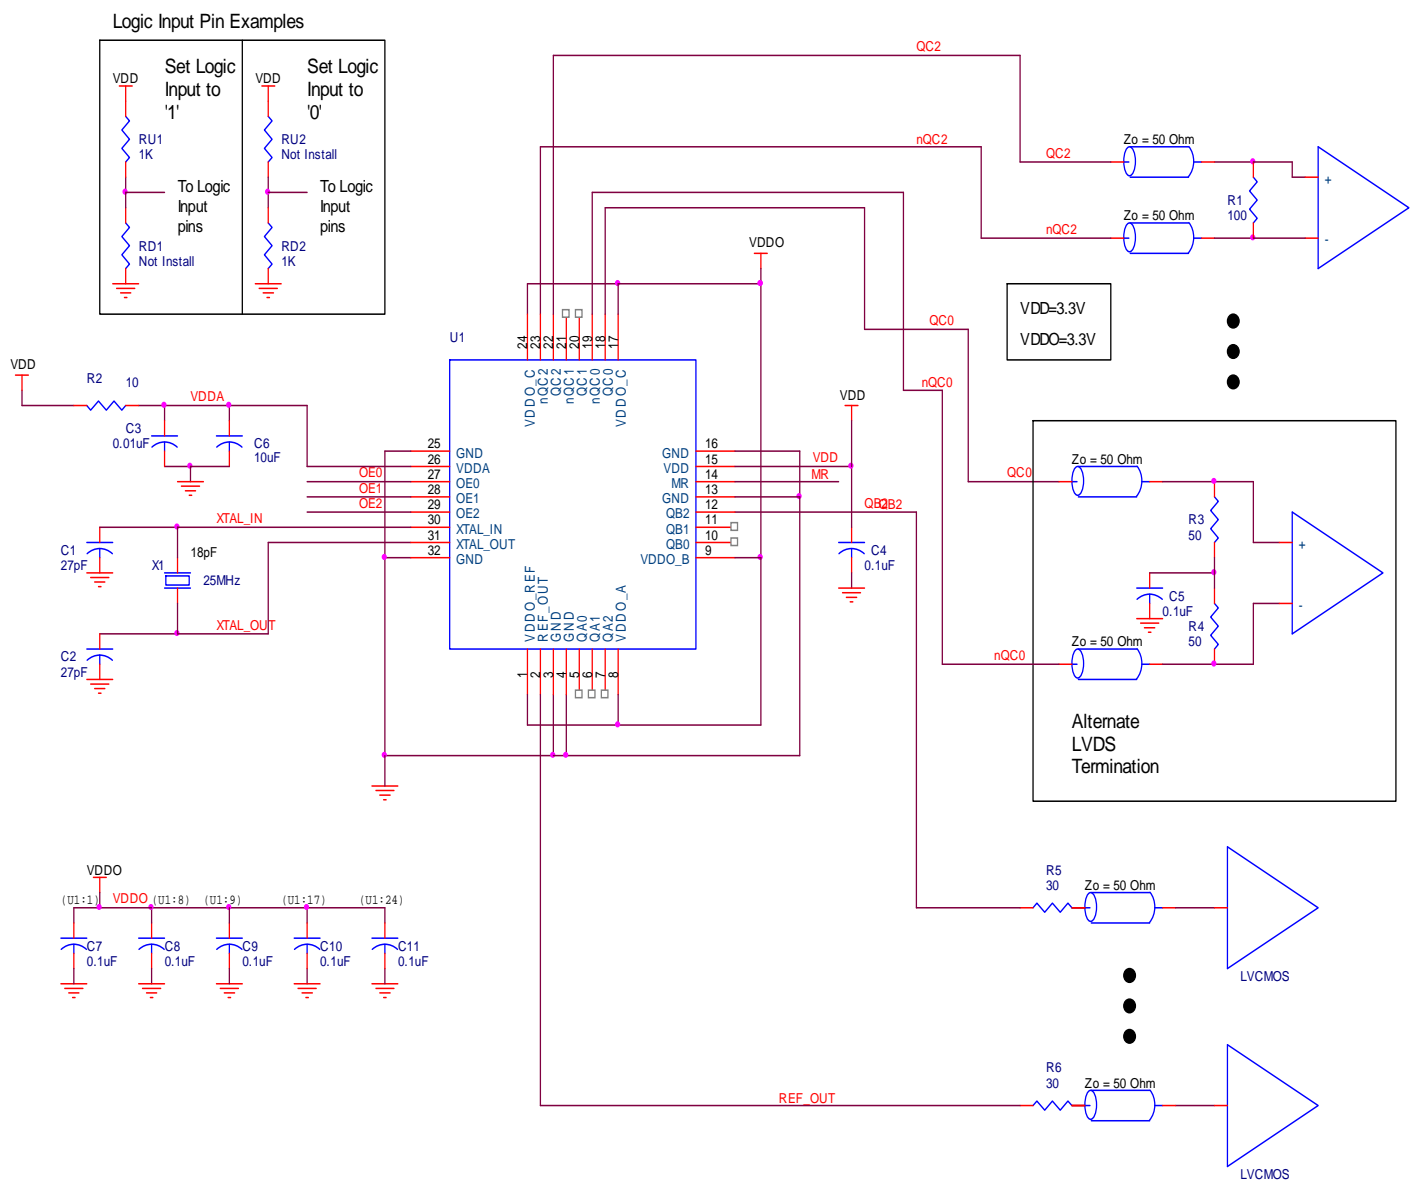 Logic Input Pin Examples
VDD
Set Logic
Input to
'1'
RU1
1K
To Logic
Input
pins
RD1
Not Install
VDD
Set Logic
Input to
'0'
RU2
Not Install
To Logic
Input
pins
RD2
1K
QC2
nQC2
QC2
Zo = 50 Ohm
R1
100
+
-
nQC2
Zo = 50 Ohm
VDDO
VDD=3.3V
VDDO=3.3V
QC0
nQC0
U1
24
23
22
21
20
19
18
17
VDDO_C
nQC2
QC2
nQC1
QC1
nQC0
QC0
VDDO_C
VDD
R2
10
VDDA
C3
0.01uF
C6
10uF
OE0
OE1
OE2
25
26
27
28
29
30
31
32
GND
VDDA
OE0
OE1
OE2
XTAL_IN
XTAL_OUT
GND
GND
VDD
MR
GND
QB2
QB1
QB0
VDDO_B
16
15
14
13
12
11
10
9
VDD
VDD
MR
QB2
QB2
C4
0.1uF
XTAL_IN
C1
27pF
18pF
X1
25MHz
XTAL_OUT
C2
27pF
VDDO_REF
REF_OUT
GND
GND
QA0
QA1
QA2
VDDO_A
1
2
3
4
5
6
7
8
QC0
Zo = 50 Ohm
R3
50
C5
0.1uF
R4
50
+
-
nQC0
Zo = 50 Ohm
Alternate
LVDS
Termination
VDDO
(U1:1)
VDDO
(U1:8)
(U1:9)
(U1:17)
(U1:24)
C7
0.1uF
C8
0.1uF
C9
0.1uF
C10
0.1uF
C11
0.1uF
R5
30
Zo = 50 Ohm
LVCMOS
REF_OUT
R6
30
Zo = 50 Ohm
LVCMOS